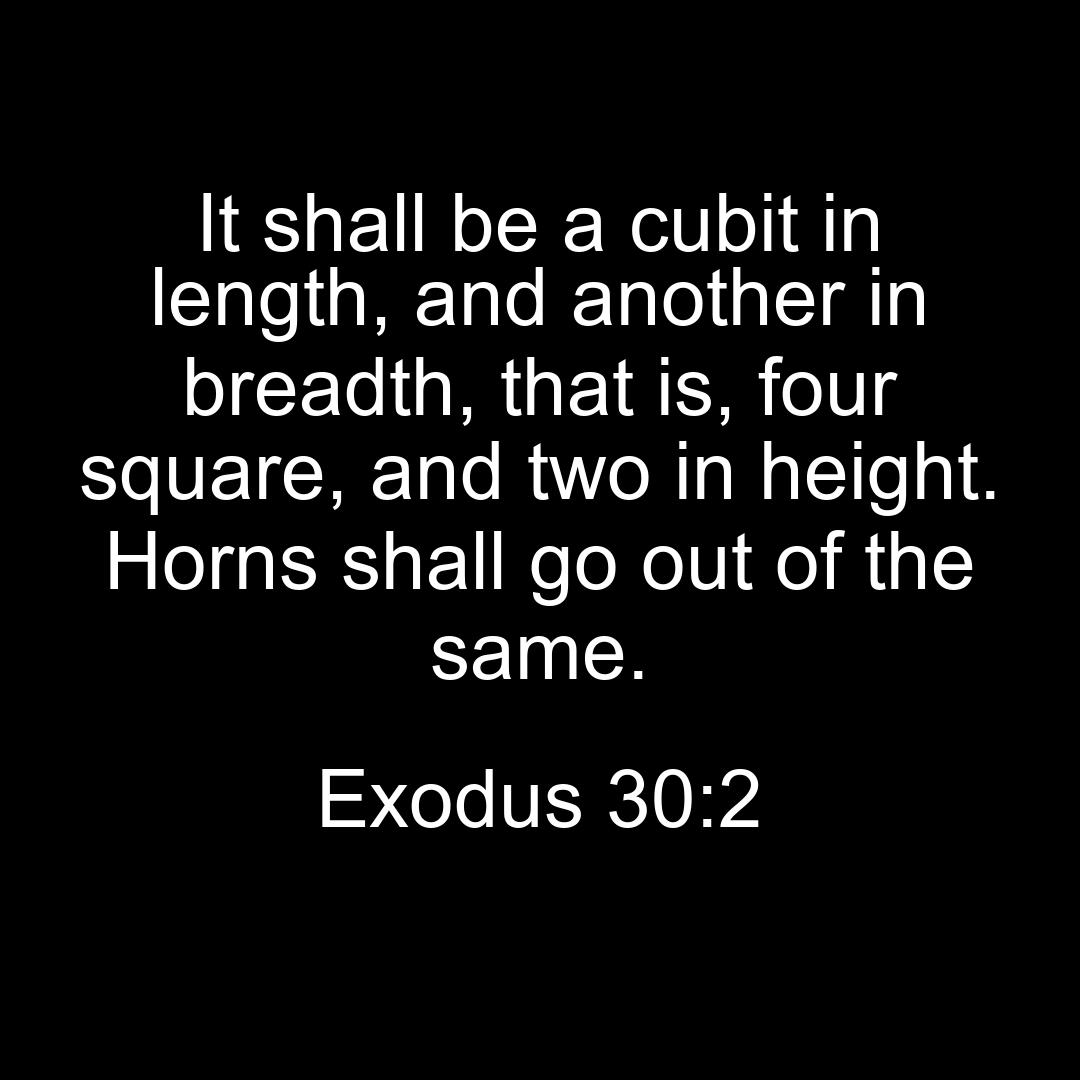 It shall be a cubit in
length, and another in
breadth, that is, four
square, and two in height.
Horns shall go out of the
same.
Exodus 30:2